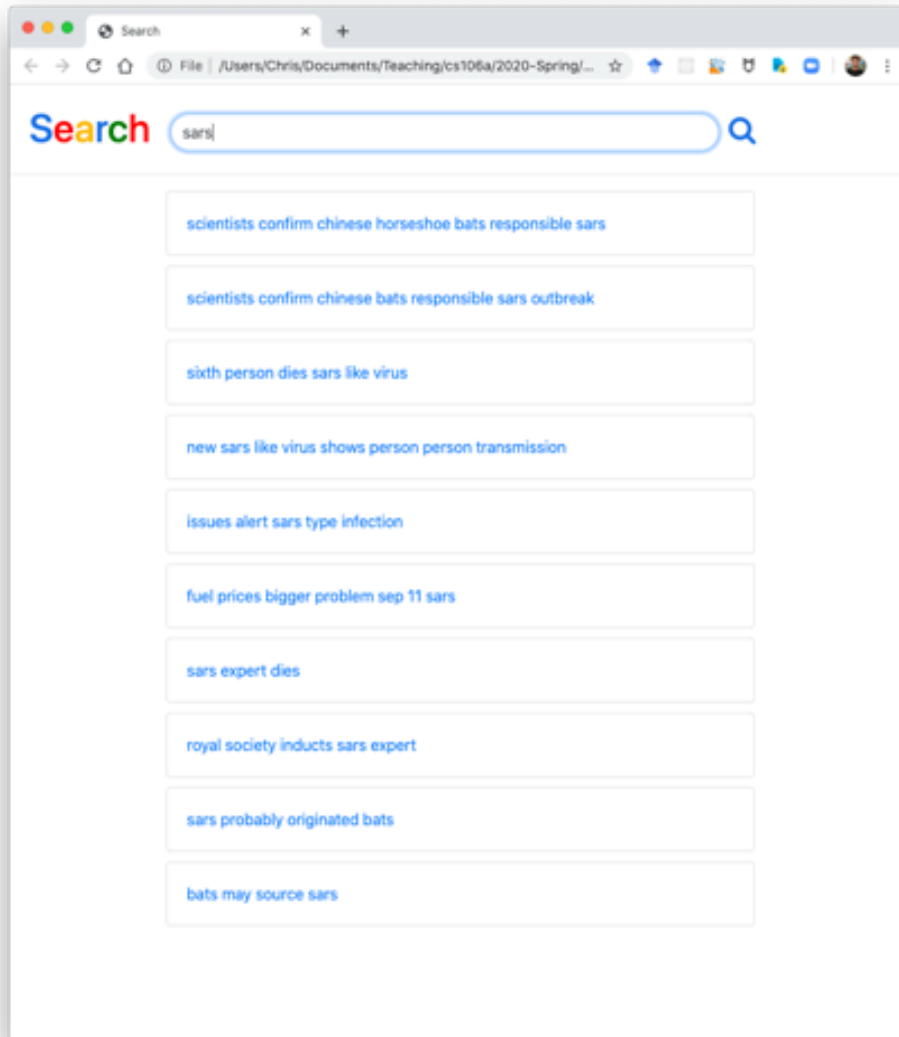 Search
File | /Users/Chris/Documents/Teaching/cs106a/2020-Spring/...
Search
sars
scientists confirm chinese horseshoe bats responsible sars
scientists confirm chinese bats responsible sars outbreak
sixth person dies sars like virus
new sars like virus shows person person transmission
issues alert sars type infection
fuel prices bigger problem sep 11 sars
sars expert dies
royal society inducts sars expert
sars probably originated bats
bats may source sars